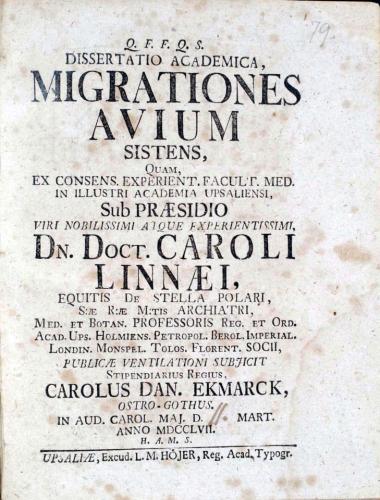 79.
Q. F. F. Q. S.
DISSERTATIO ACADEMICA,
MIGRATIONES
AVIUM
SISTENS,
QUAM,
EX CONSENS. EXPERIENT. FACULT. MED.
IN ILLUSTRI ACADEMIA UPSALIENSI,
SUB PRÆSIDIO
VIRI NOBILISSIMI ATQUE EXPERIENTISSIMI,
DN. DOCT. CAROLI
LINNÆI,
EQUITIS DE STELLA POLARI,
S:Æ R:Æ M:TIS ARCHIATRI,
MED. ET BOTAN. PROFESSORIS REG. ET ORD.
ACAD. UPS. HOLMIENS. PETROPOL. BEROL. IMPERIAL.
LONDIN. MONSPEL. TOLOS. FLORENT. SOCII,
PUBLICÆ VENTILATIONI SUBJICIT
STIPENDIARIUS REGIUS,
CAROLUS DAN. EKMARCK,
OSTRO-GOTHUS.
IN AUD. CAROL. MAJ. D. MART.
ANNO MDCCLVII.
H. A. M. S.
UPSALIÆ, Excud. L. M. HÖJER, Reg. Acad. Typogr.